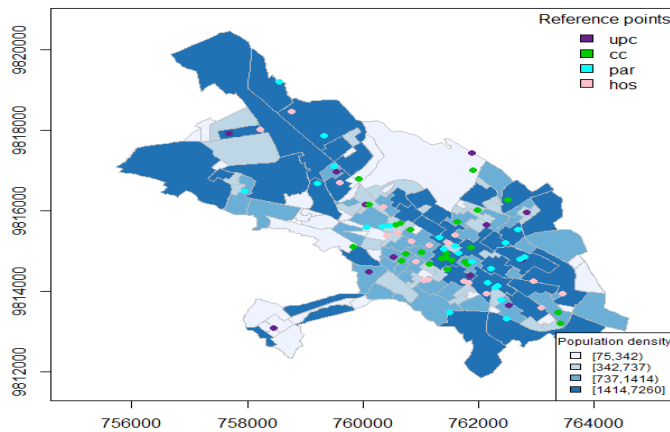 Reference points
upc
cc
par
hos
9820000
9818000
9816000
9814000
9812000
Population density
[75,342)
[342,737)
[737,1414)
[1414,7260]
756000 758000 760000 762000 764000